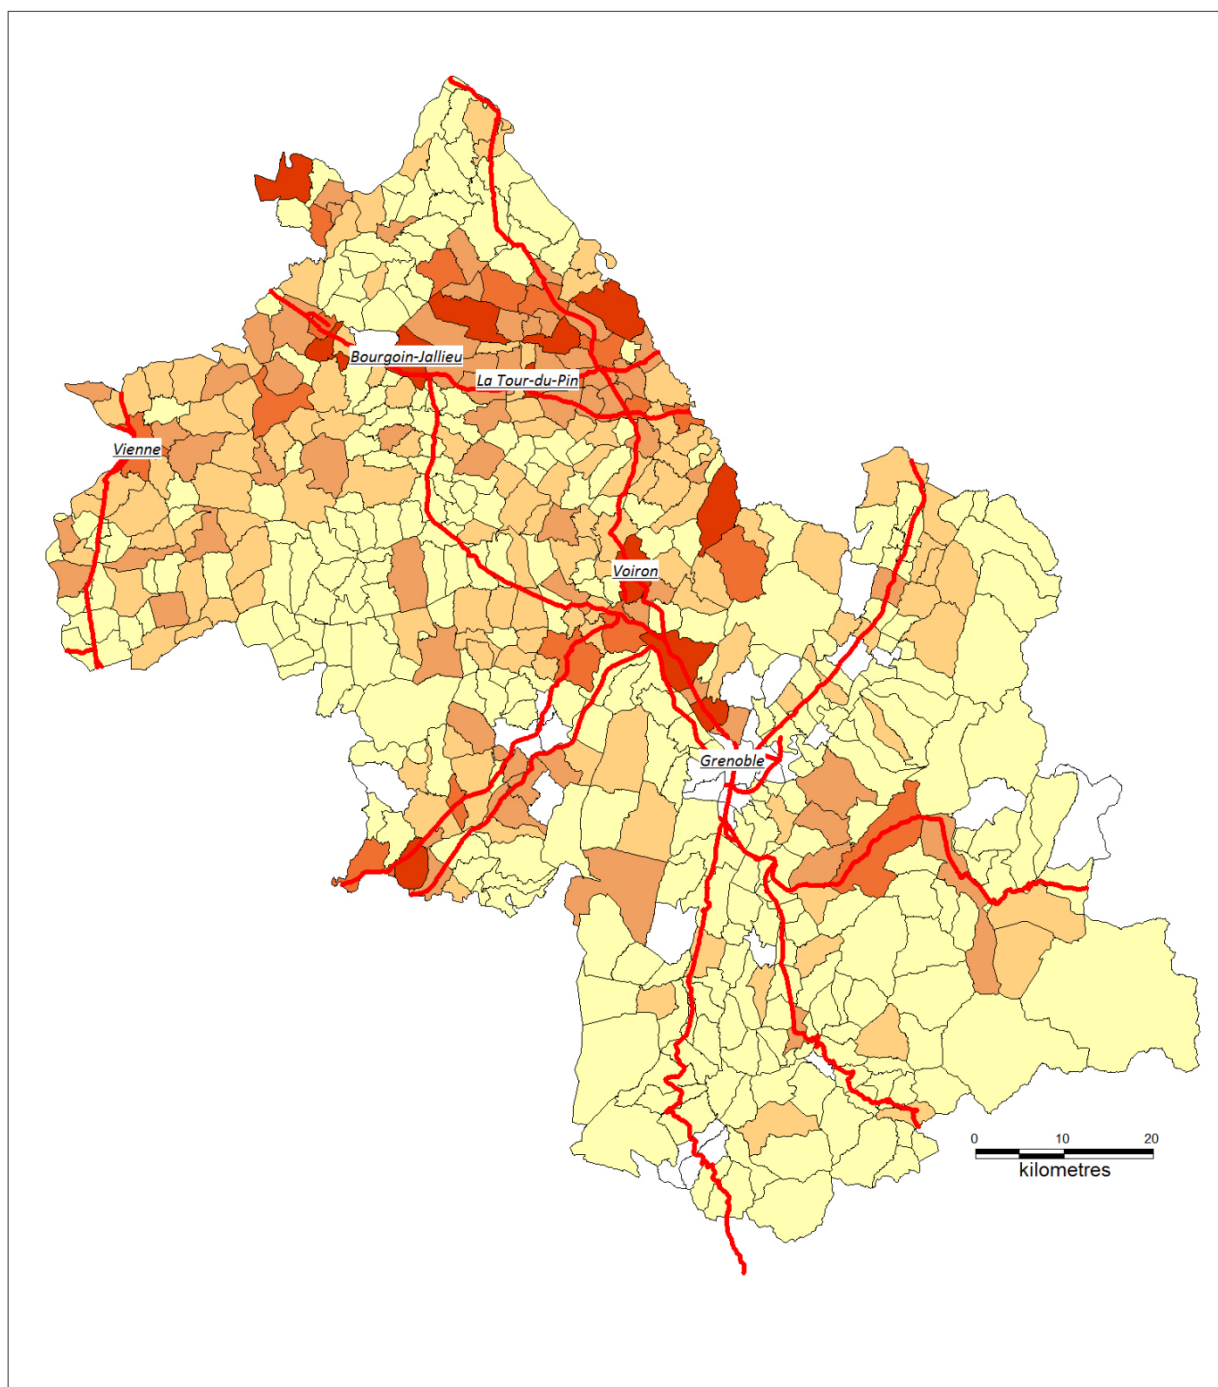 Bourgoin-Jallieu
La Tour-du-Pin
Vienne
Voiron
Grenoble
0 10 20
kilometres